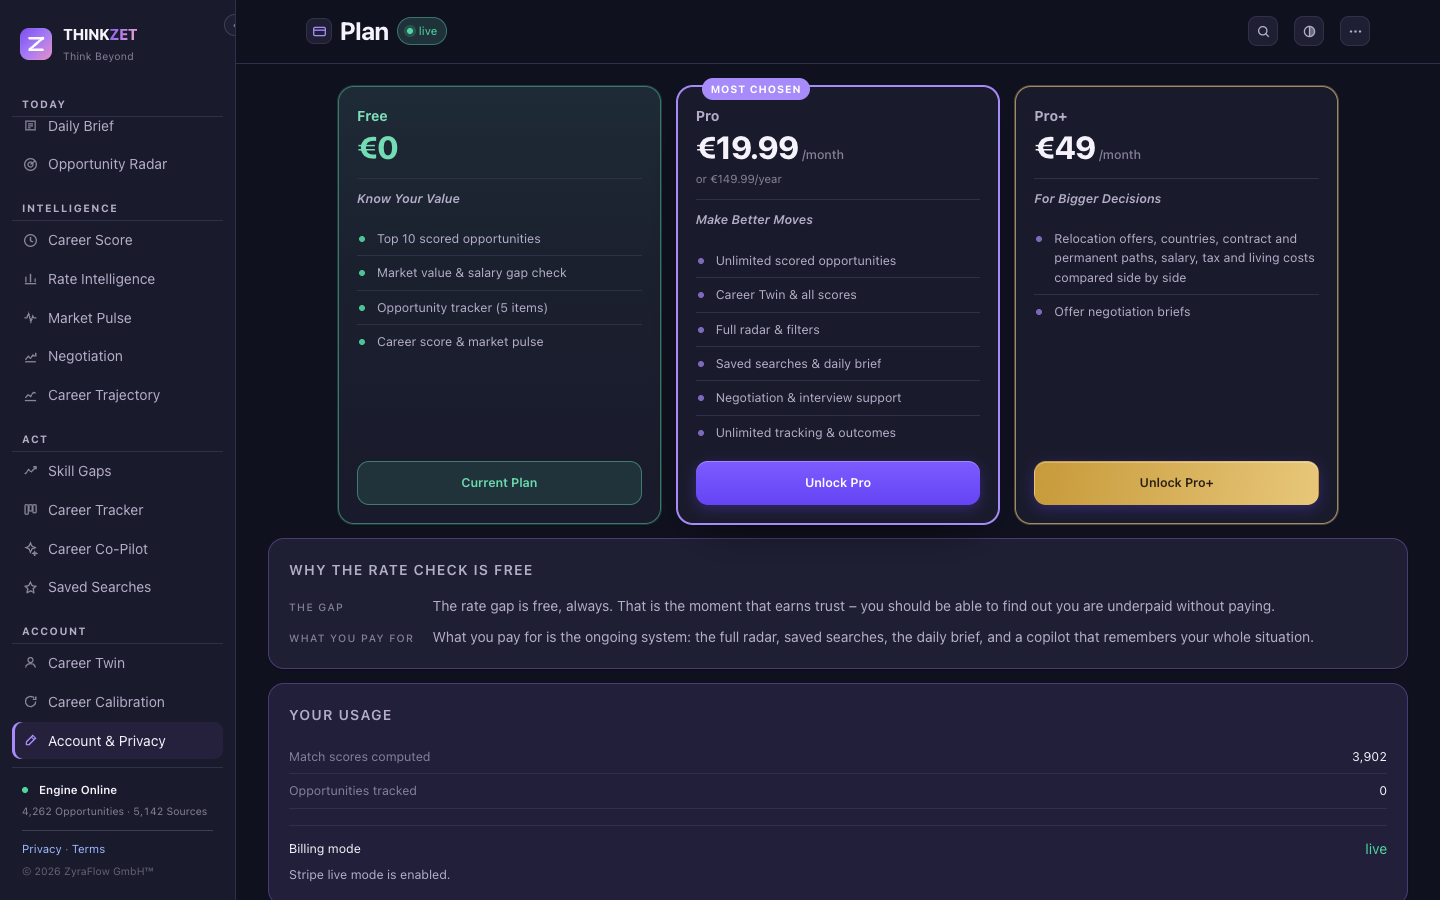 THINKZET
Think Beyond
TODAY
Daily Brief
Opportunity Radar
INTELLIGENCE
Career Score
Rate Intelligence
Market Pulse
Negotiation
Career Trajectory
ACT
Skill Gaps
Career Tracker
Career Co-Pilot
Saved Searches
ACCOUNT
Career Twin
Career Calibration
Account & Privacy
Engine Online
4,262 Opportunities · 5,142 Sources
Privacy · Terms
© 2026 ZyraFlow GmbH™
Plan
live
Free
€0
Know Your Value
Top 10 scored opportunities
Market value & salary gap check
Opportunity tracker (5 items)
Career score & market pulse
Current Plan
MOST CHOSEN
Pro
€19.99 /month
or €149.99/year
Make Better Moves
Unlimited scored opportunities
Career Twin & all scores
Full radar & filters
Saved searches & daily brief
Negotiation & interview support
Unlimited tracking & outcomes
Unlock Pro
Pro+
€49 /month
For Bigger Decisions
Relocation offers, countries, contract and
permanent paths, salary, tax and living costs
compared side by side
Offer negotiation briefs
Unlock Pro+
WHY THE RATE CHECK IS FREE
THE GAP The rate gap is free, always. That is the moment that earns trust – you should be able to find out you are underpaid without paying.
WHAT YOU PAY FOR What you pay for is the ongoing system: the full radar, saved searches, the daily brief, and a copilot that remembers your whole situation.
YOUR USAGE
Match scores computed 3,902
Opportunities tracked 0
Billing mode live
Stripe live mode is enabled.